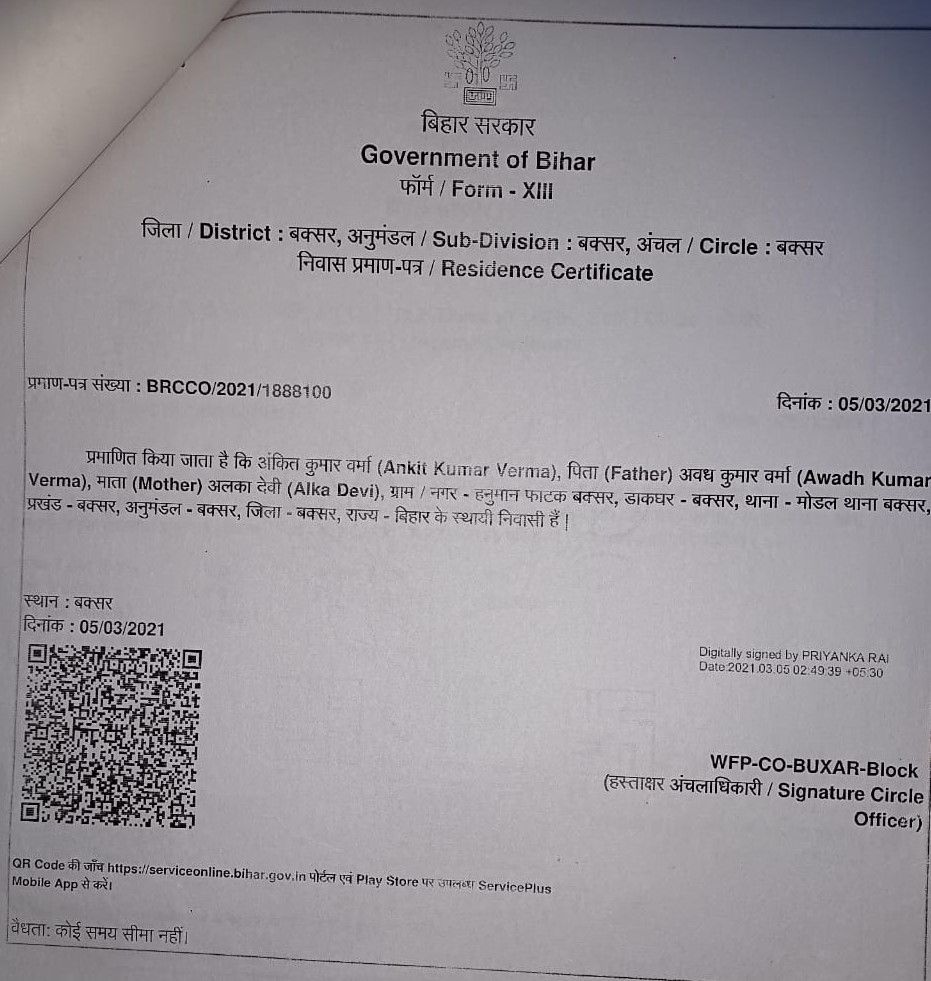 बिहार सरकार
Government of Bihar
फॉर्म / Form - XIII
जिला / District : बक्सर, अनुमंडल / Sub-Division : बक्सर, अंचल / Circle : बक्सर
निवास प्रमाण-पत्र / Residence Certificate
प्रमाण-पत्र संख्या : BRCCO/2021/1888100
दिनांक : 05/03/2021
प्रमाणित किया जाता है कि अंकित कुमार वर्मा (Ankit Kumar Verma), पिता (Father) अवध कुमार वर्मा (Awadh Kumar
Verma), माता (Mother) अलका देवी (Alka Devi), ग्राम / नगर - हनुमान फाटक बक्सर, डाकघर - बक्सर, थाना - मोडल थाना बक्सर,
प्रखंड - बक्सर, अनुमंडल - बक्सर, जिला - बक्सर, राज्य - बिहार के स्थायी निवासी हैं |
स्थान : बक्सर
दिनांक : 05/03/2021
Digitally signed by PRIYANKA RAI
Date:2021.03.05 02:49:39 +05:30
WFP-CO-BUXAR-Block
(हस्ताक्षर अंचलाधिकारी / Signature Circle
Officer)
QR Code की जाँच https://serviceonline.bihar.gov.in पोर्टल एवं Play Store पर उपलब्ध ServicePlus
Mobile App से करें।
वैधता: कोई समय सीमा नहीं।